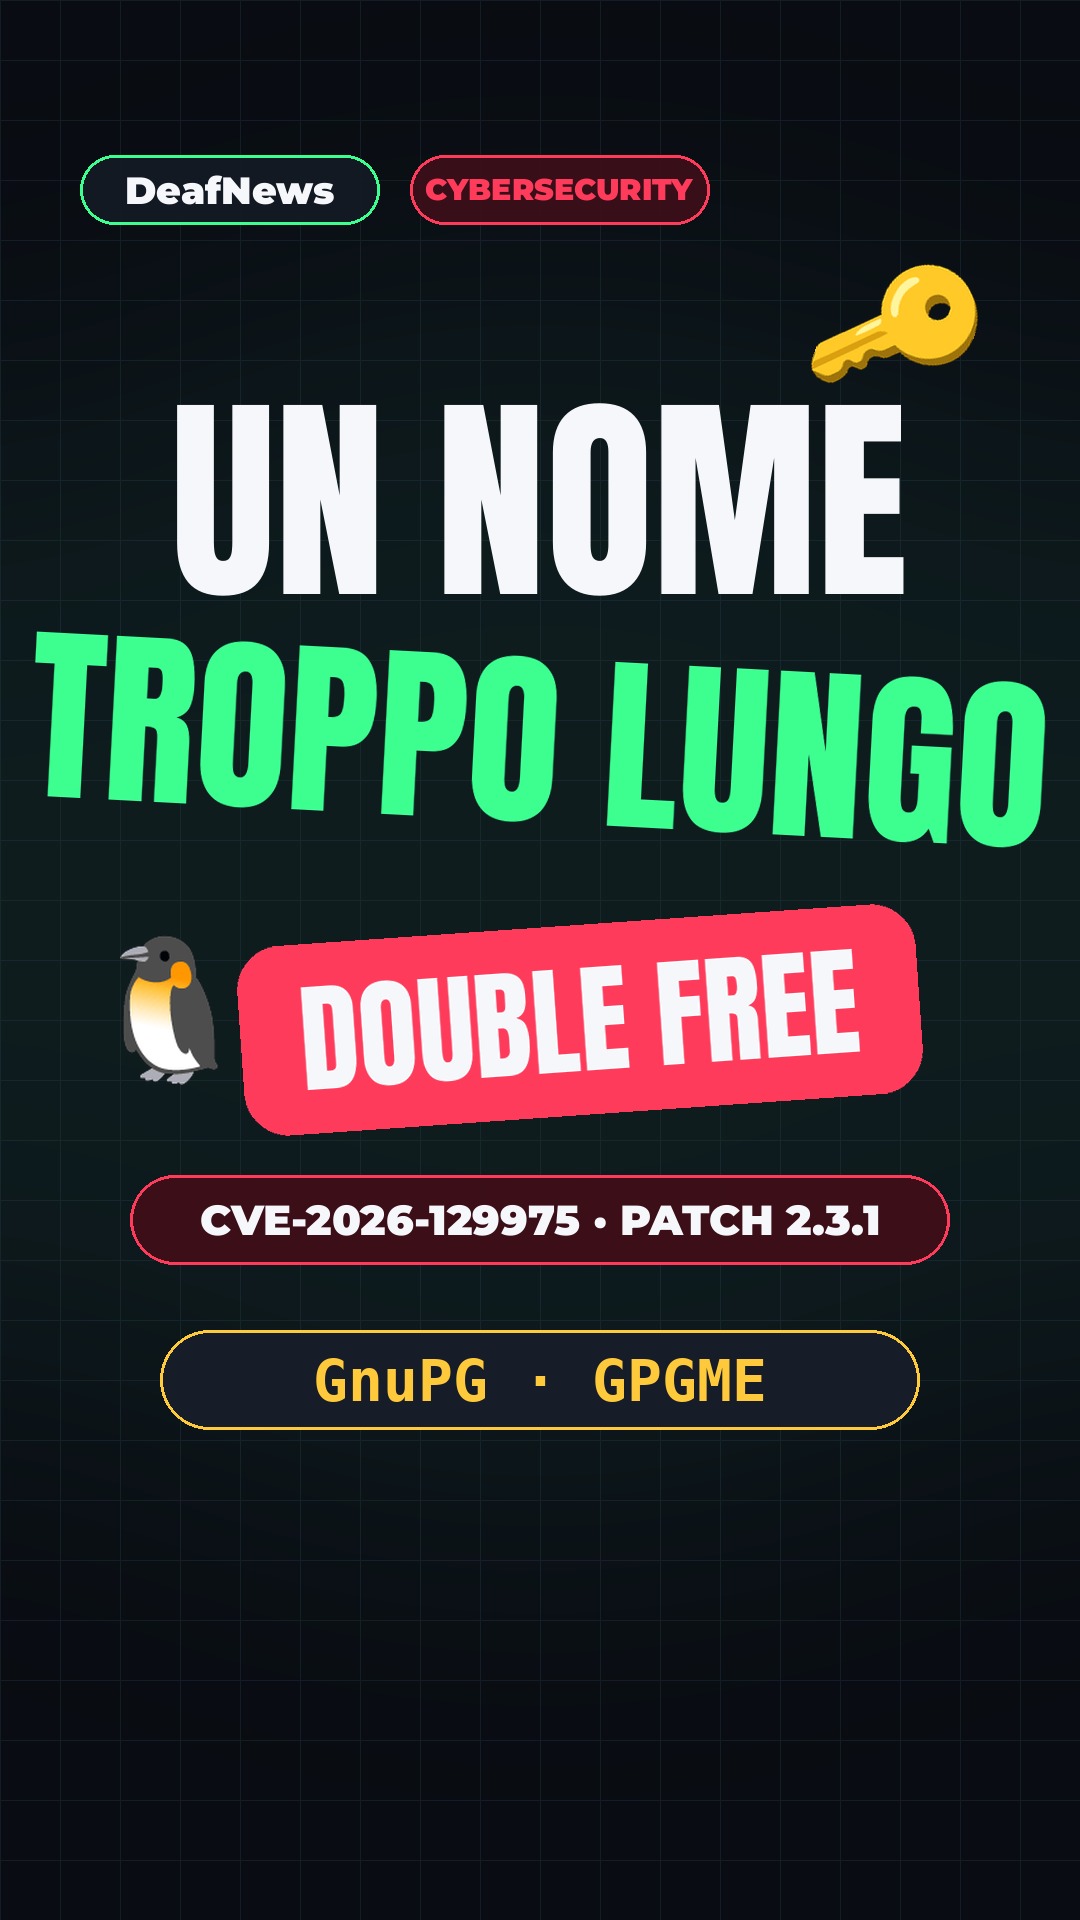 DeafNews
CYBERSECURITY
UN NOME
TROPPO LUNGO
DOUBLE FREE
CVE-2026-129975 • PATCH 2.3.1
GnuPG · GPGME